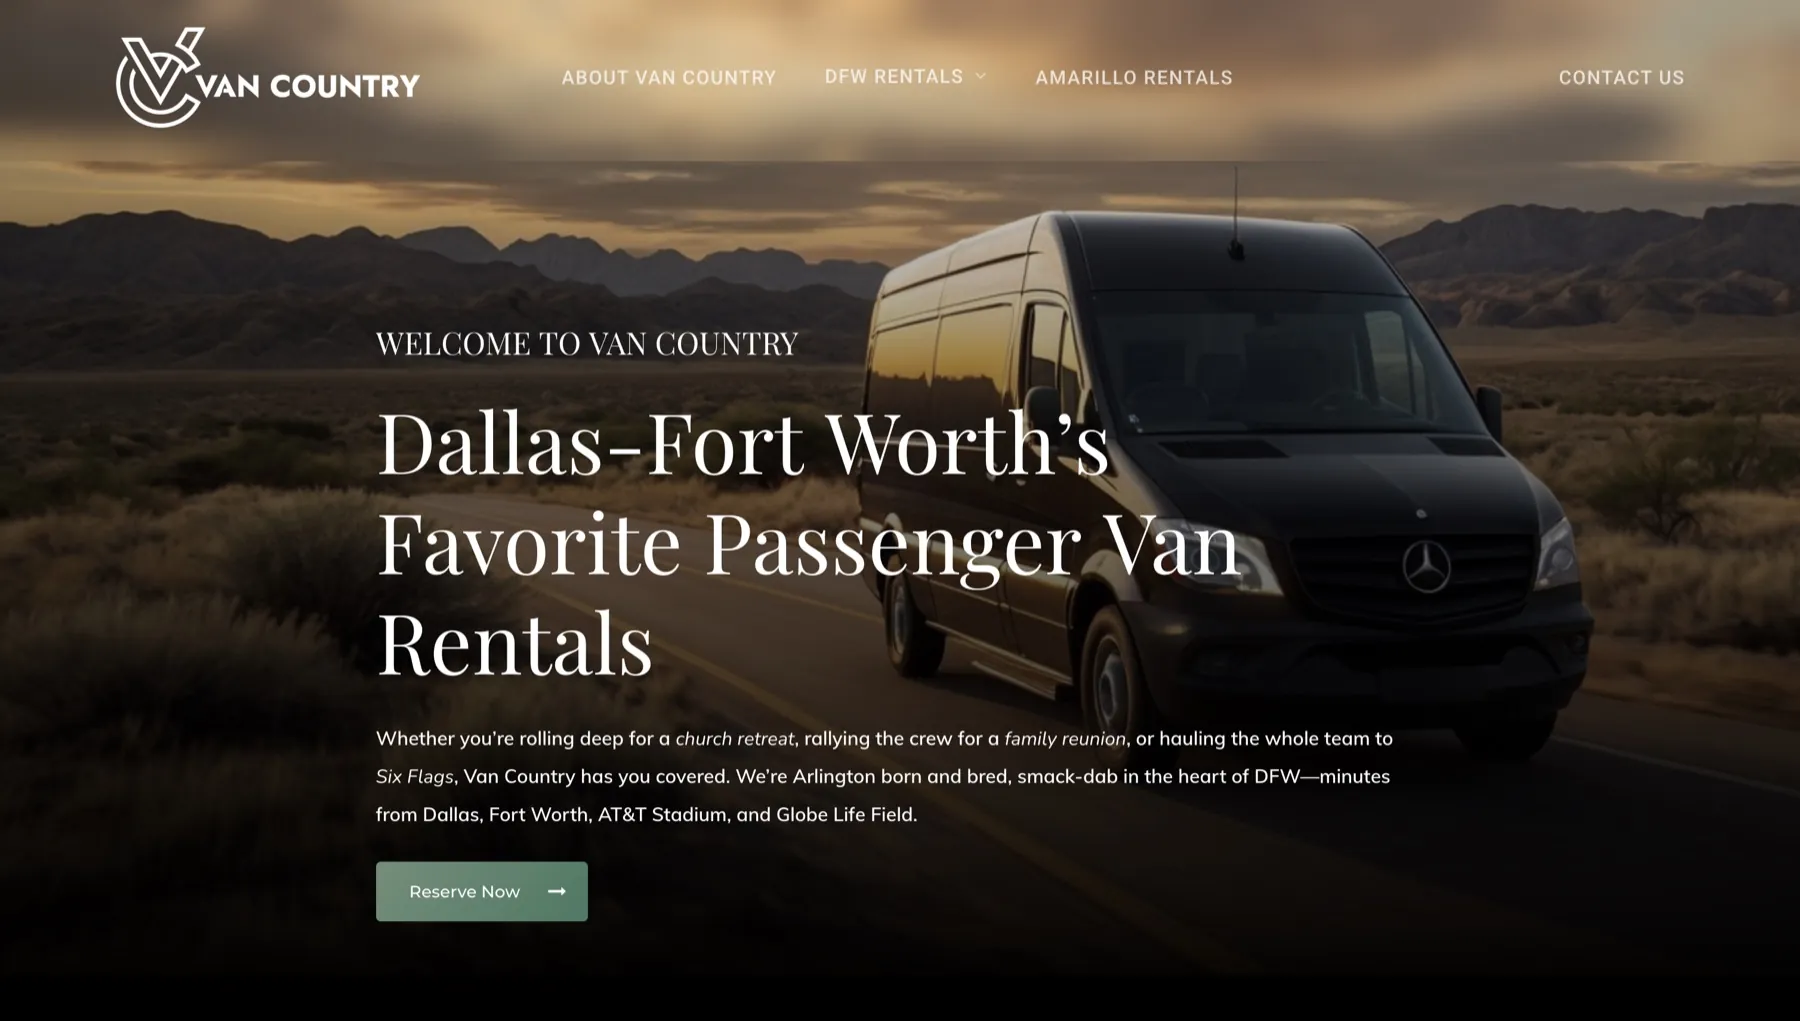 VAN COUNTRY
ABOUT VAN COUNTRY
DFW RENTALS
AMARILLO RENTALS
CONTACT US
WELCOME TO VAN COUNTRY
Dallas-Fort Worth’s
Favorite Passenger Van
Rentals
Whether you’re rolling deep for a church retreat, rallying the crew for a family reunion, or hauling the whole team to
Six Flags, Van Country has you covered. We’re Arlington born and bred, smack-dab in the heart of DFW—minutes
from Dallas, Fort Worth, AT&T Stadium, and Globe Life Field.
Reserve Now